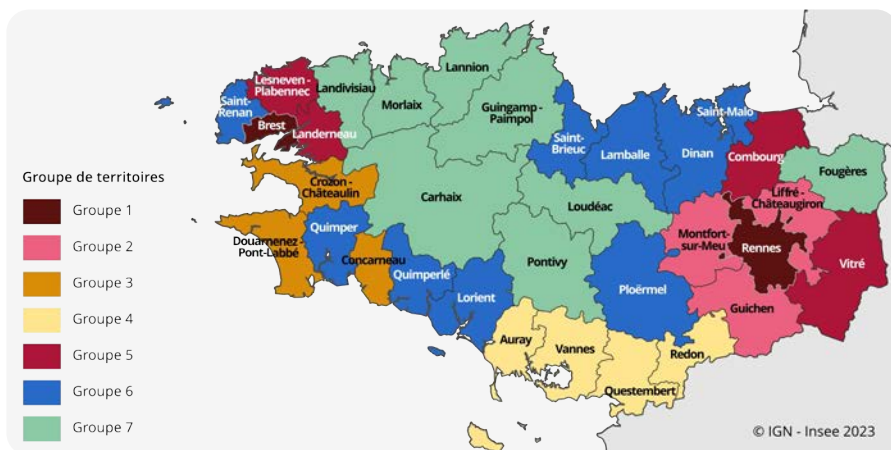 Groupe de territoires
Groupe 1
Groupe 2
Groupe 3
Groupe 4
Groupe 5
Groupe 6
Groupe 7
Lesneven -
Plabennec
Landivisiau
Lannion
Morlaix
Guingamp -
Paimpol
Saint-
Renan
Brest
Landerneau
Saint-
Brieuc
Lamballe
Dinan
Saint-Malo
Combourg
Fougères
Crozon -
Châteaulin
Carhaix
Loudéac
Liffré -
Châteaugiron
Montfort-
sur-Meu
Rennes
Vitré
Douarnenez -
Pont-Labbé
Quimper
Concarneau
Quimperlé
Lorient
Pontivy
Ploërmel
Guichen
Auray
Vannes
Redon
Questembert
© IGN - Insee 2023